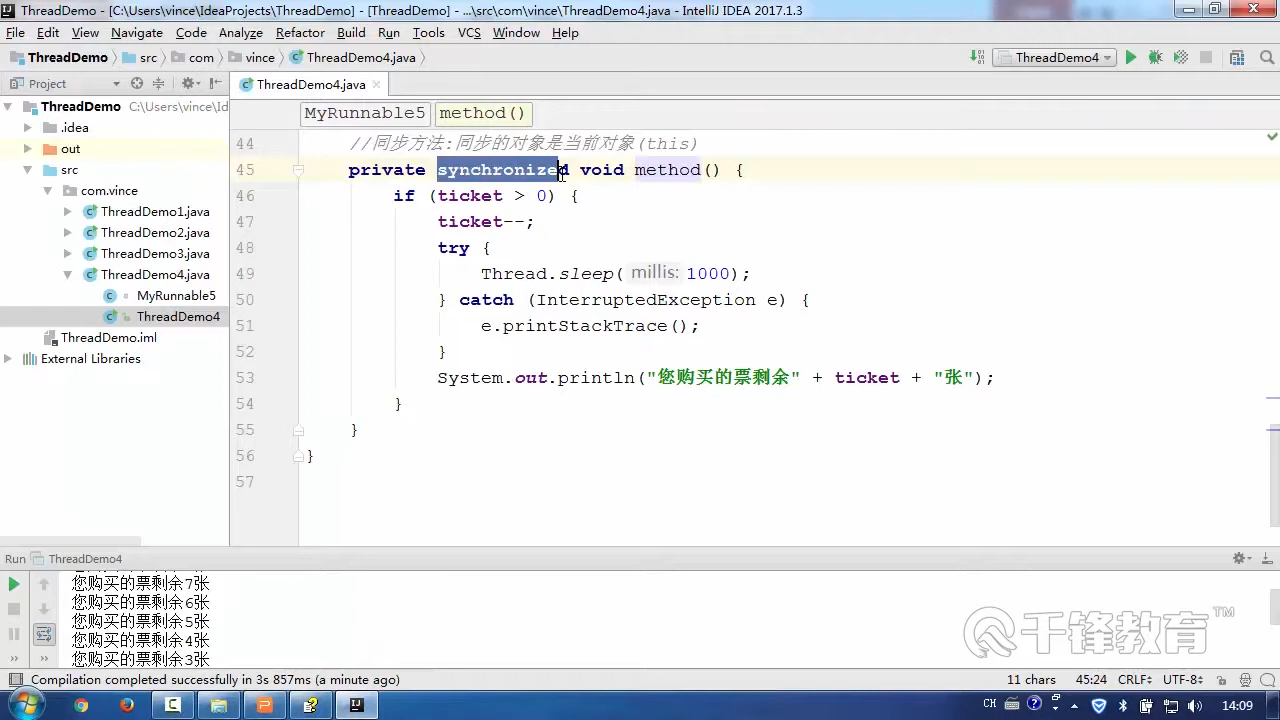 ThreadDemo - [C:\Users\vince\IdeaProjects\ThreadDemo] - [ThreadDemo] - ...\src\com\vince\ThreadDemo4.java - IntelliJ IDEA 2017.1.3
File Edit View Navigate Code Analyze Refactor Build Run Tools VCS Window Help
ThreadDemo src com vince ThreadDemo4.java ThreadDemo4
Project ThreadDemo4.java
ThreadDemo C:\Users\vince\Id
.idea
out
src
com.vince
ThreadDemo1.java
ThreadDemo2.java
ThreadDemo3.java
ThreadDemo4.java
MyRunnable5
ThreadDemo4
ThreadDemo.iml
External Libraries
MyRunnable5 method()
44 //同步方法:同步的对象是当前对象(this)
45 private synchronized void method() {
46 if (ticket > 0) {
47 ticket--;
48 try {
49 Thread.sleep( millis: 1000);
50 } catch (InterruptedException e) {
51 e.printStackTrace();
52 }
53 System.out.println("您购买的票剩余" + ticket + "张");
54 }
55 }
56 }
57
Run ThreadDemo4
您购买的票剩余7张
您购买的票剩余6张
您购买的票剩余5张
您购买的票剩余4张
您购买的票剩余3张
千锋教育™
Compilation completed successfully in 3s 857ms (a minute ago) 11 chars 45:24 CRLF UTF-8
CH 14:09